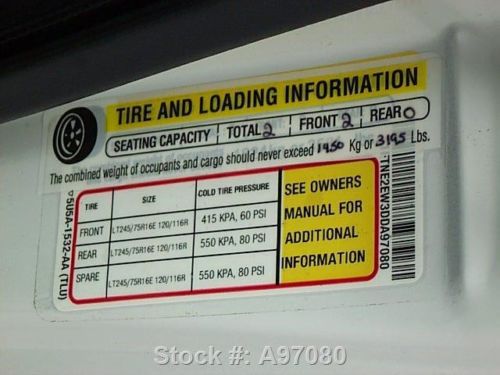 TIRE AND LOADING INFORMATION
SEATING CAPACITY TOTAL 2 FRONT 2 REAR 0
The combined weight of occupants and cargo should never exceed 1450 Kg or 3195 Lbs.
TIRE SIZE COLD TIRE PRESSURE
FRONT LT245/75R16E 120/116R 415 KPA, 60 PSI
REAR LT245/75R16E 120/116R 550 KPA, 80 PSI
SPARE LT245/75R16E 120/116R 550 KPA, 80 PSI
SEE OWNERS
MANUAL FOR
ADDITIONAL
INFORMATION
5U5A-1532-AA (TLU)
TNE2EW3DDA97080
Stock #: A97080